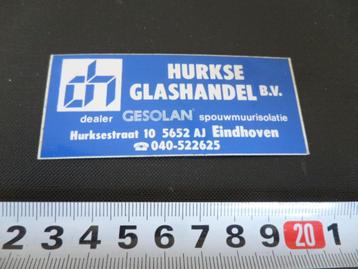 HURKSE
GLASHANDEL B.V.
dealer GESOLAN spouwmuurisolatie
Hurksestraat 10 5652 AJ Eindhoven
☎040-522625
2 3 4 5 6 7 8 9 20 1